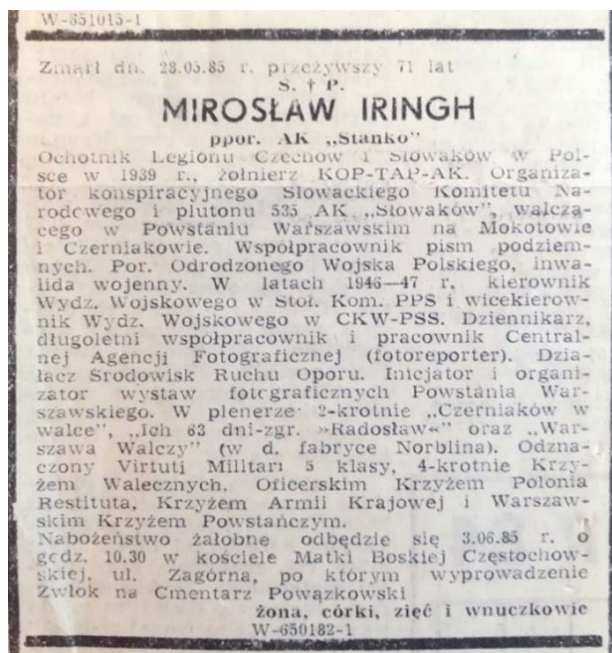 W-651015-1
Zmarł dn. 28.05.85 r. przeżywszy 71 lat
S. † P.
MIROSŁAW IRINGH
ppor. AK „Stanko”
Ochotnik Legionu Czechów i Słowaków w Pol-
sce w 1939 r., żołnierz KOP-TAP-AK. Organiza-
tor konspiracyjnego Słowackiego Komitetu Na-
rodowego i plutonu 535 AK „Słowaków”, walczą-
cego w Powstaniu Warszawskim na Mokotowie
i Czerniakowie. Współpracownik pism podziem-
nych. Por. Odrodzonego Wojska Polskiego, inwa-
lida wojenny. W latach 1946—47 r. kierownik
Wydz. Wojskowego w Stoł. Kom. PPS i wicekierow-
nik Wydz. Wojskowego w CKW-PSS. Dziennikarz,
długoletni współpracownik i pracownik Central-
nej Agencji Fotograficznej (fotoreporter). Dzia-
łacz Środowisk Ruchu Oporu. Inicjator i organi-
zator wystaw fotograficznych Powstania War-
szawskiego. W plenerze 2-krotnie „Czerniaków w
walce”, „Ich 63 dni-zgr. »Radosław«” oraz „War-
szawa Walczy” (w d. fabryce Norblina). Odzna-
czony Virtuti Militari 5 klasy, 4-krotnie Krzy-
żem Walecznych, Oficerskim Krzyżem Polonia
Restituta, Krzyżem Armii Krajowej i Warszaw-
skim Krzyżem Powstańczym.
Nabożeństwo żałobne odbędzie się 3.06.85 r. o
godz. 10.30 w kościele Matki Boskiej Częstochow-
skiej, ul. Zagórna, po którym wyprowadzenie
Zwłok na Cmentarz Powązkowski
żona, córki, zięć i wnuczkowie
W-650182-1